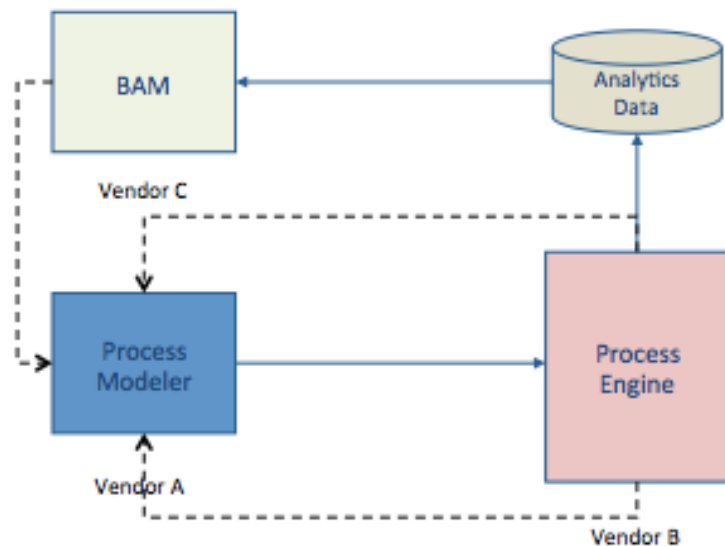 BAM
Analytics
Data
Vendor C
Process
Modeler
Process
Engine
Vendor A
Vendor B